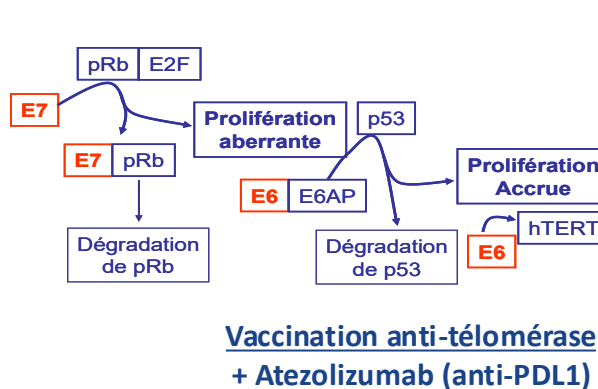 pRb E2F
E7
Prolifération
aberrante
p53
E7 pRb
Prolifération
Accrue
E6 E6AP
hTERT
E6
Dégradation
de pRb
Dégradation
de p53
Vaccination anti-télomérase
+ Atezolizumab (anti-PDL1)